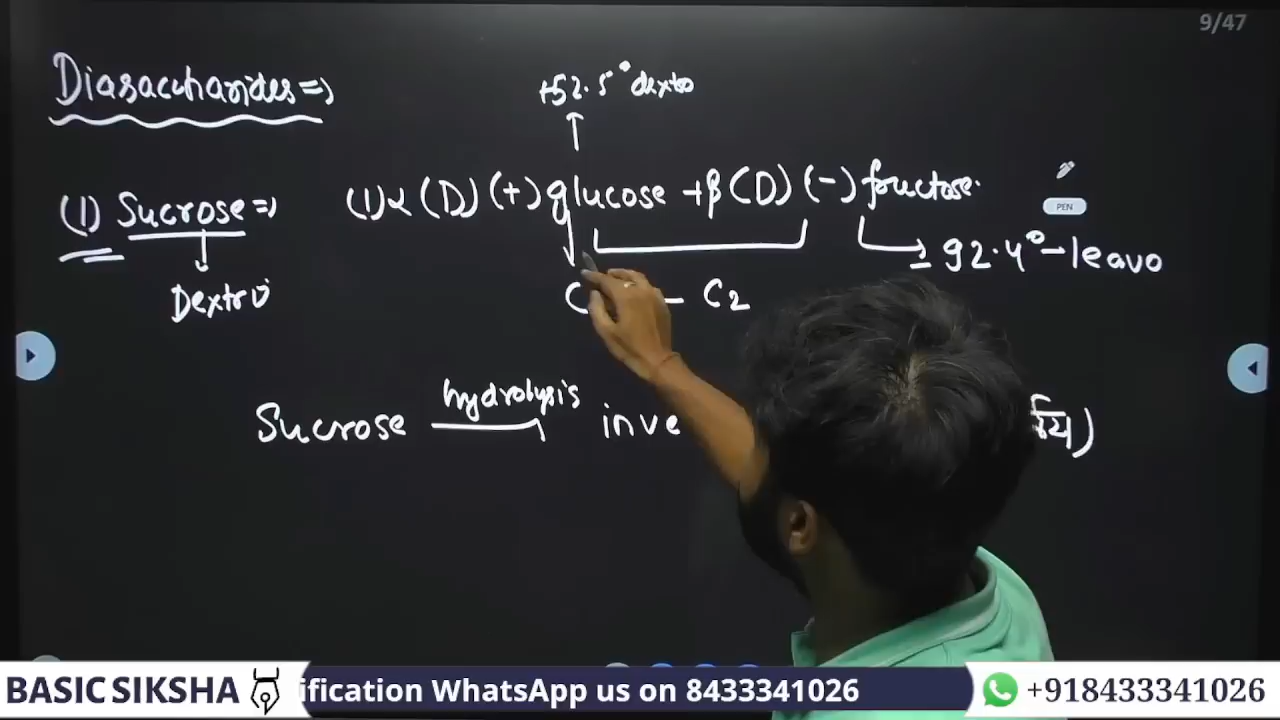 9/47
Diasaccharides=>
+52.5° dexto
(1) Sucrose=> (1) α (D) (+) glucose + β (D) (-) fructose.
PEN
- 92.4° - leavo
Dextro
C - C2
Sucrose hydrolysis inve
BASIC SIKSHA ification WhatsApp us on 8433341026 +918433341026